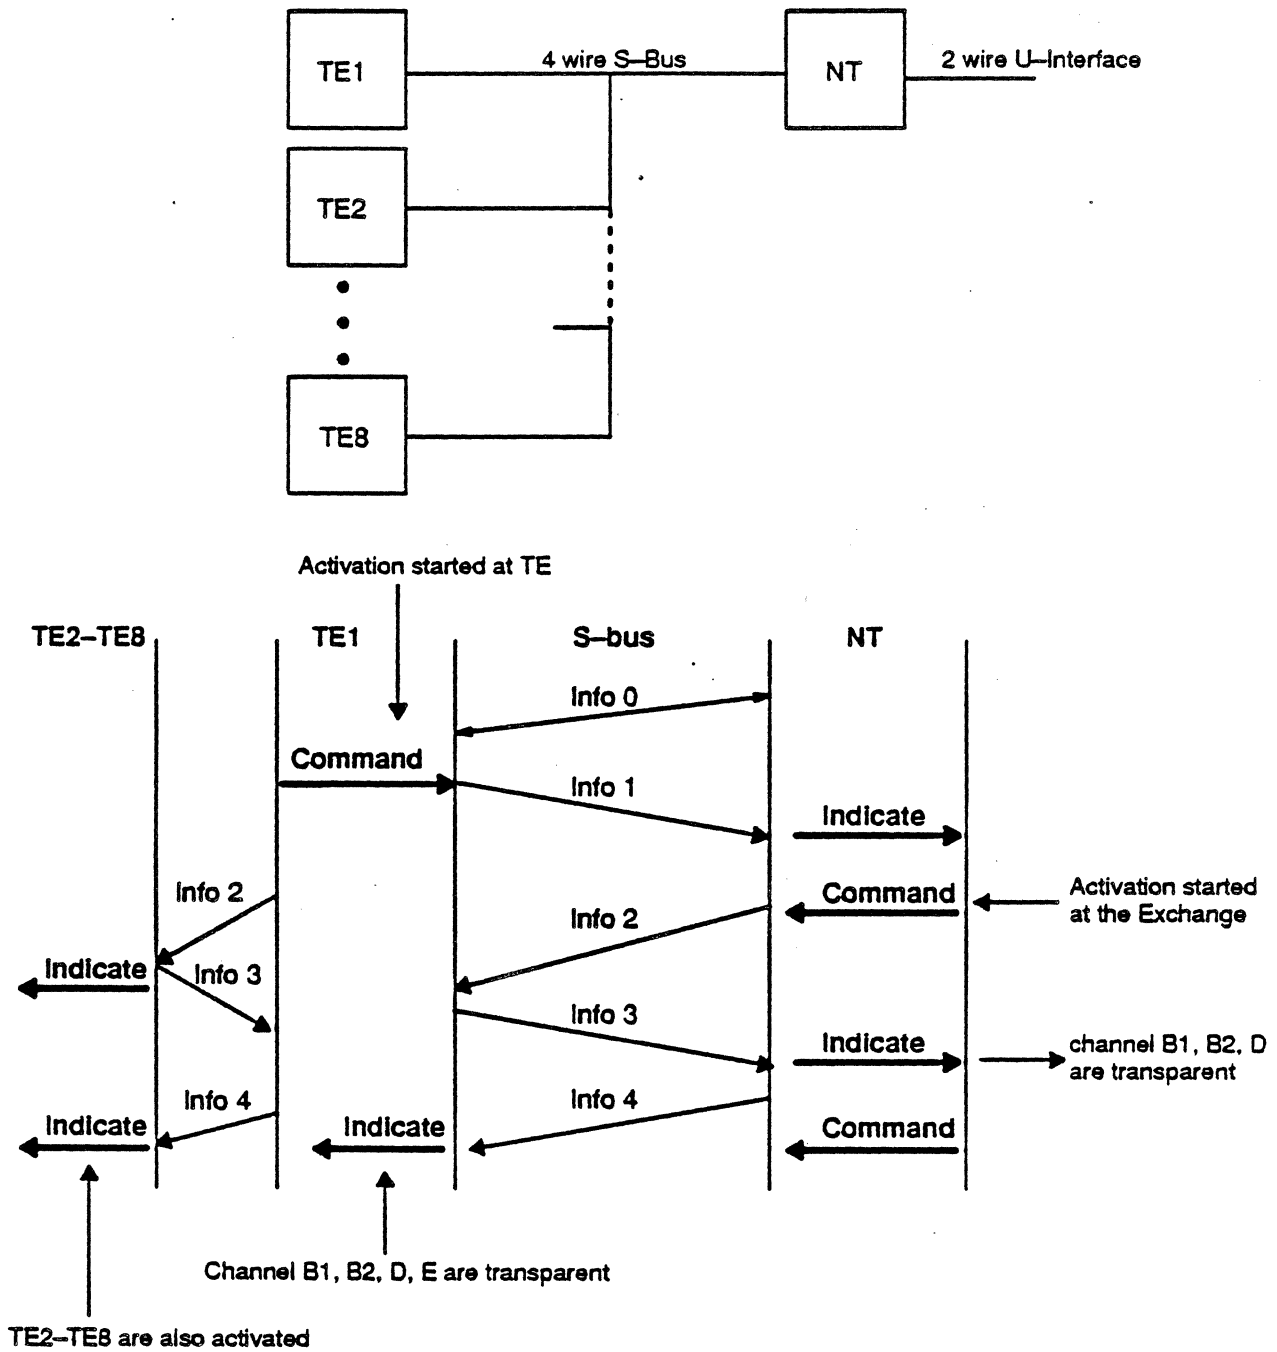 TE1
4 wire S–Bus
NT
2 wire U–Interface
TE2
TE8
Activation started at TE
TE2–TE8
TE1
S–bus
NT
Info 0
Command
Info 1
Indicate
Info 2
Command
Activation started
at the Exchange
Info 2
Indicate
Info 3
Info 3
Indicate
channel B1, B2, D
are transparent
Info 4
Info 4
Indicate
Indicate
Command
Channel B1, B2, D, E are transparent
TE2–TE8 are also activated